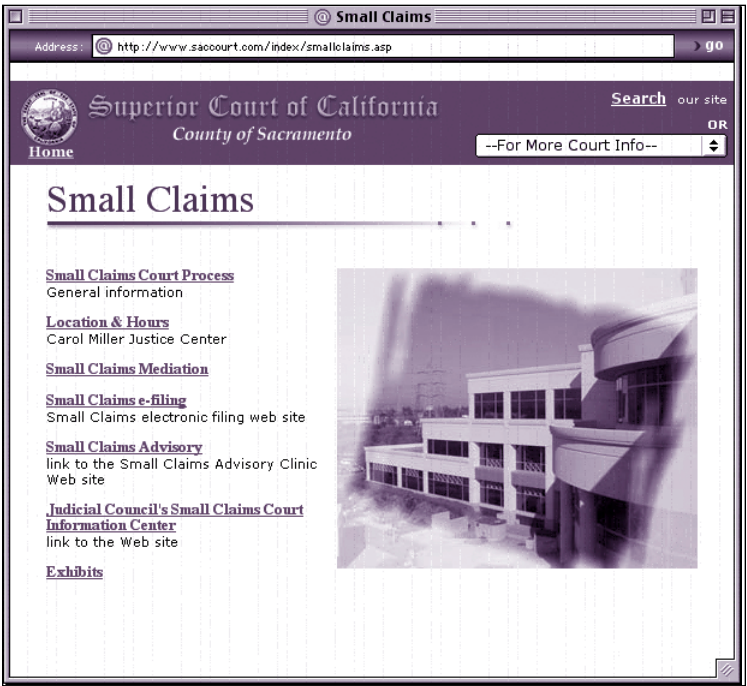 @ Small Claims
Address: @ http://www.saccourt.com/index/smallclaims.asp › go
Superior Court of California
County of Sacramento
Home
Search our site
OR
--For More Court Info--
Small Claims
Small Claims Court Process
General information
Location & Hours
Carol Miller Justice Center
Small Claims Mediation
Small Claims e-filing
Small Claims electronic filing web site
Small Claims Advisory
link to the Small Claims Advisory Clinic
Web site
Judicial Council's Small Claims Court
Information Center
link to the Web site
Exhibits